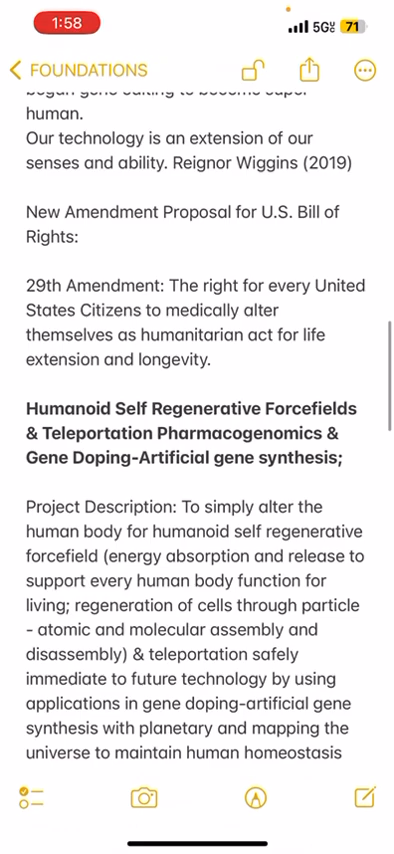 1:58
5G
71
FOUNDATIONS
began gene editing to become super
human.
Our technology is an extension of our
senses and ability. Reignor Wiggins (2019)
New Amendment Proposal for U.S. Bill of
Rights:
29th Amendment: The right for every United
States Citizens to medically alter
themselves as humanitarian act for life
extension and longevity.
Humanoid Self Regenerative Forcefields
& Teleportation Pharmacogenomics &
Gene Doping-Artificial gene synthesis;
Project Description: To simply alter the
human body for humanoid self regenerative
forcefield (energy absorption and release to
support every human body function for
living; regeneration of cells through particle
- atomic and molecular assembly and
disassembly) & teleportation safely
immediate to future technology by using
applications in gene doping-artificial gene
synthesis with planetary and mapping the
universe to maintain human homeostasis